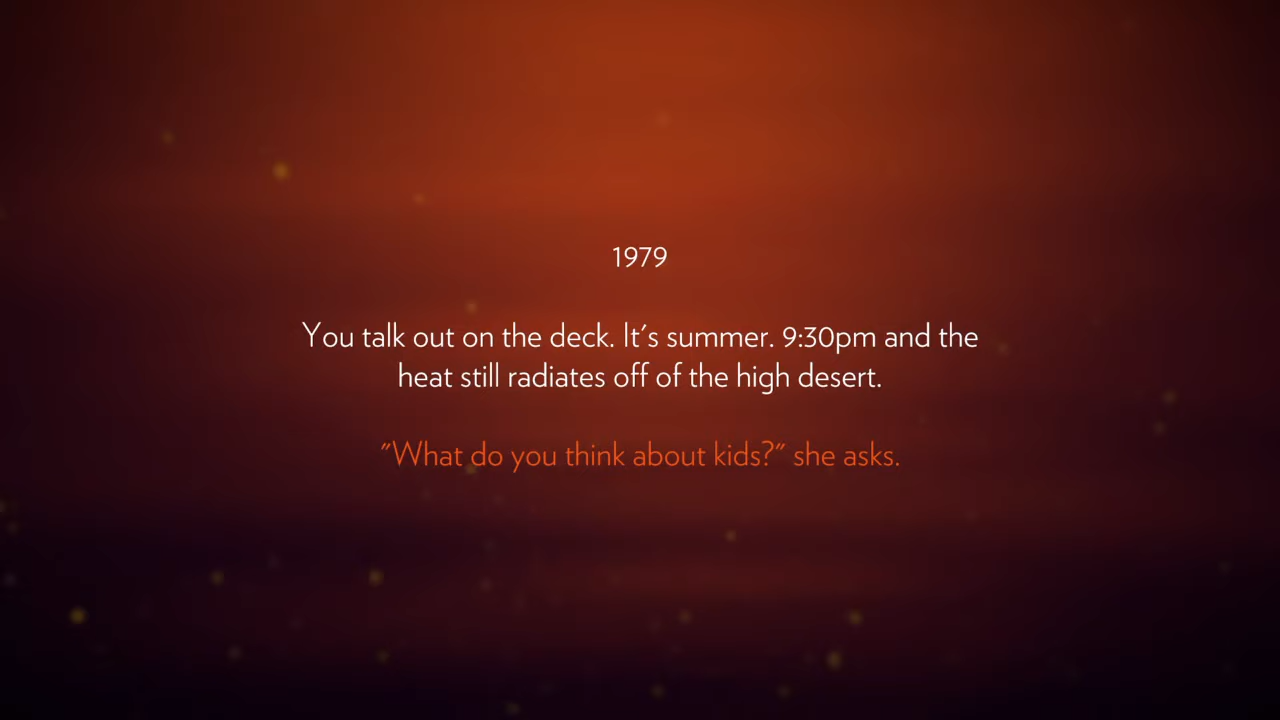 1979
You talk out on the deck. It's summer. 9:30pm and the
heat still radiates off of the high desert.
"What do you think about kids?" she asks.